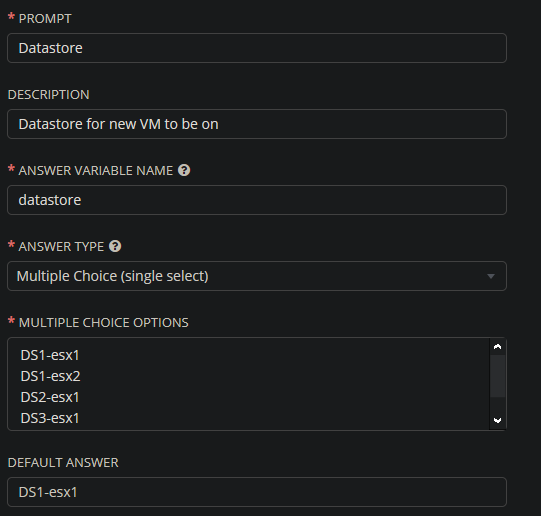 * PROMPT
Datastore
DESCRIPTION
Datastore for new VM to be on
* ANSWER VARIABLE NAME ?
datastore
* ANSWER TYPE ?
Multiple Choice (single select)
* MULTIPLE CHOICE OPTIONS
DS1-esx1
DS1-esx2
DS2-esx1
DS3-esx1
DEFAULT ANSWER
DS1-esx1